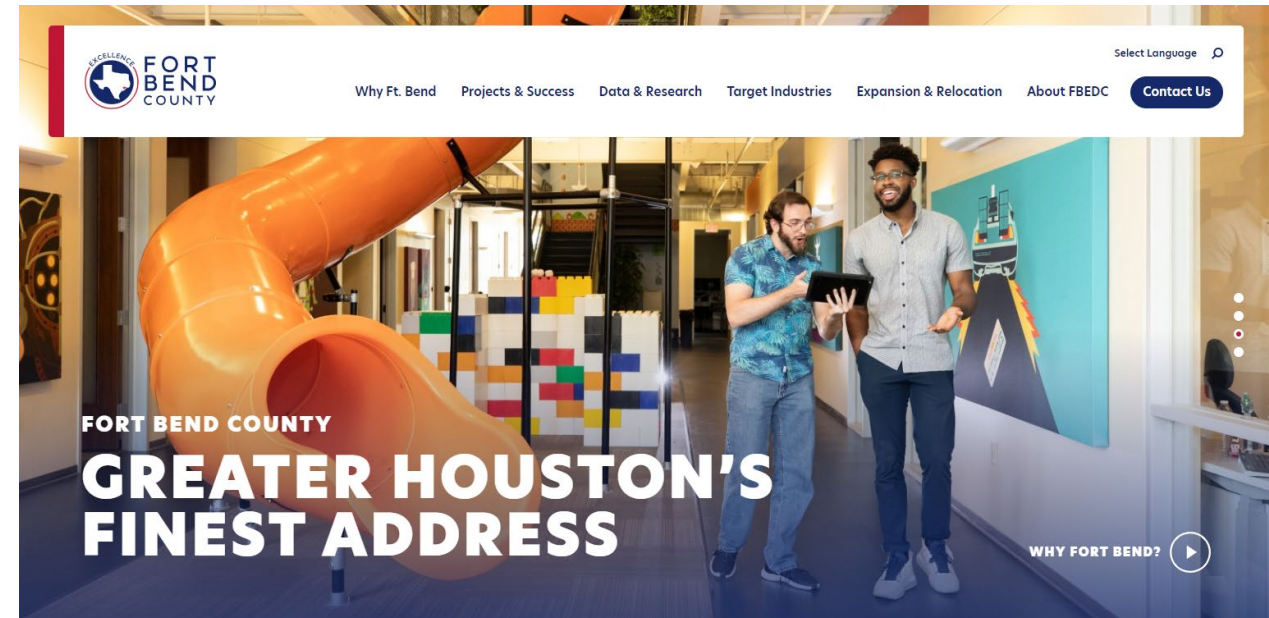 EXCELLENCE
FORT
BEND
COUNTY
Select Language
Why Ft. Bend
Projects & Success
Data & Research
Target Industries
Expansion & Relocation
About FBEDC
Contact Us
FORT BEND COUNTY
GREATER HOUSTON'S
FINEST ADDRESS
WHY FORT BEND?